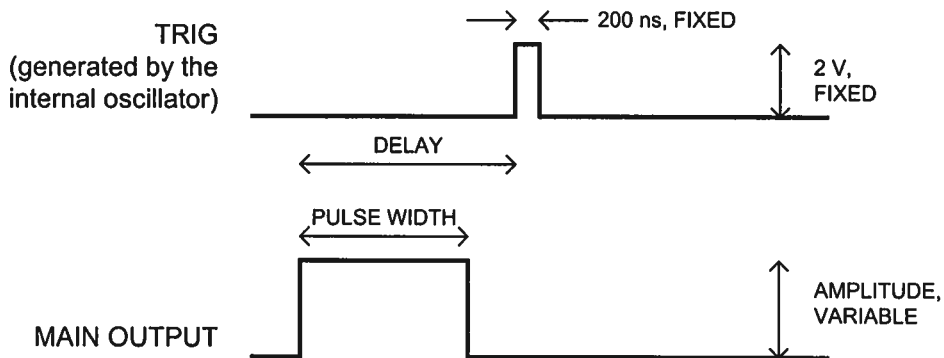 200 ns, FIXED
TRIG
(generated by the
internal oscillator)
2 V,
FIXED
DELAY
PULSE WIDTH
AMPLITUDE,
VARIABLE
MAIN OUTPUT